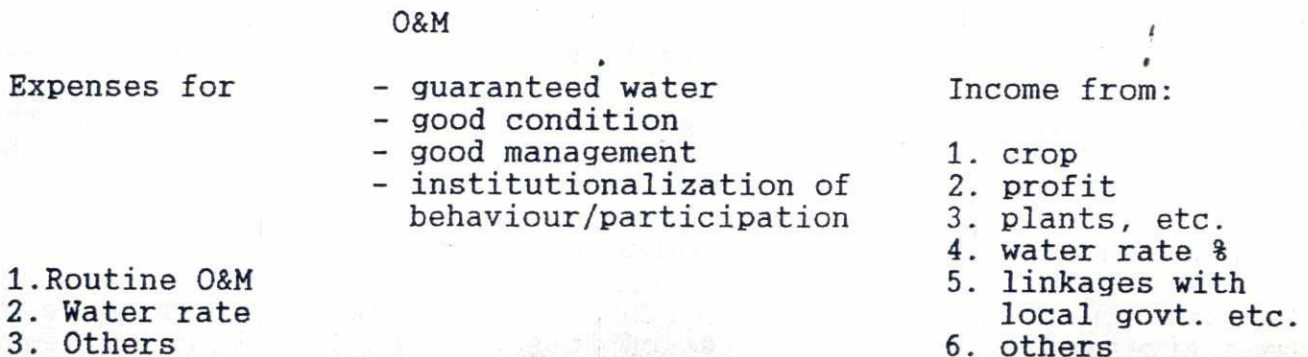 O&M
Expenses for
- guaranteed water
- good condition
- good management
- institutionalization of
behaviour/participation
1.Routine O&M
2. Water rate
3. Others
Income from:
1. crop
2. profit
3. plants, etc.
4. water rate %
5. linkages with
local govt. etc.
6. others